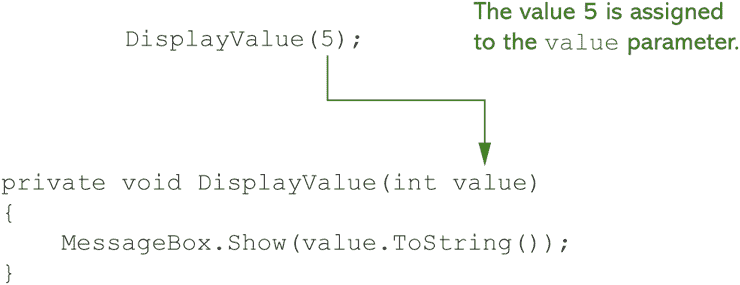 DisplayValue(5);
The value 5 is assigned
to the value parameter.
private void DisplayValue(int value)
{
    MessageBox.Show(value.ToString());
}